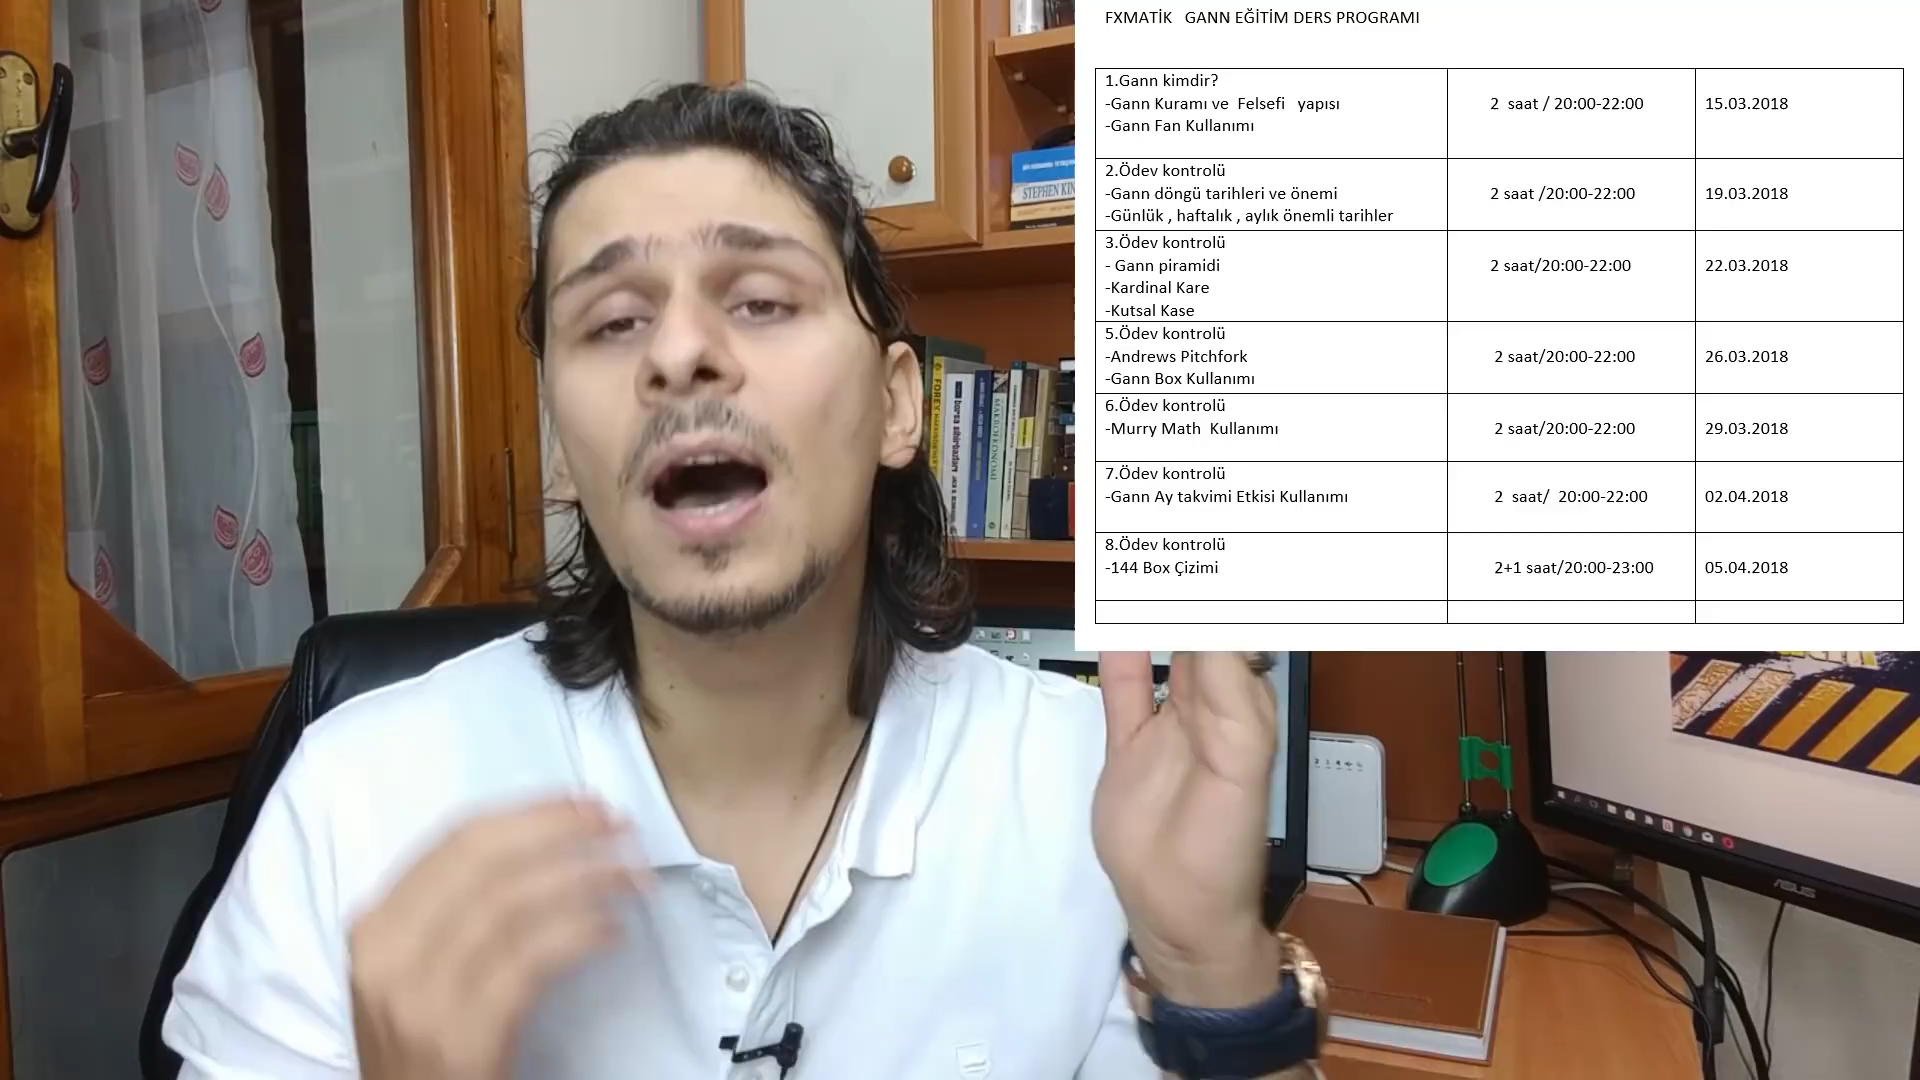 FXMATİK GANN EĞİTİM DERS PROGRAMI
1.Gann kimdir?
-Gann Kuramı ve Felsefi yapısı
-Gann Fan Kullanımı
2 saat / 20:00-22:00
15.03.2018
2.Ödev kontrolü
-Gann döngü tarihleri ve önemi
-Günlük , haftalık , aylık önemli tarihler
2 saat /20:00-22:00
19.03.2018
3.Ödev kontrolü
- Gann piramidi
-Kardinal Kare
-Kutsal Kase
2 saat/20:00-22:00
22.03.2018
5.Ödev kontrolü
-Andrews Pitchfork
-Gann Box Kullanımı
2 saat/20:00-22:00
26.03.2018
6.Ödev kontrolü
-Murry Math Kullanımı
2 saat/20:00-22:00
29.03.2018
7.Ödev kontrolü
-Gann Ay takvimi Etkisi Kullanımı
2 saat/ 20:00-22:00
02.04.2018
8.Ödev kontrolü
-144 Box Çizimi
2+1 saat/20:00-23:00
05.04.2018
STEPHEN KIN
FOREX
borsa sihirbazları
MAKROEKONOMİ
ASUS